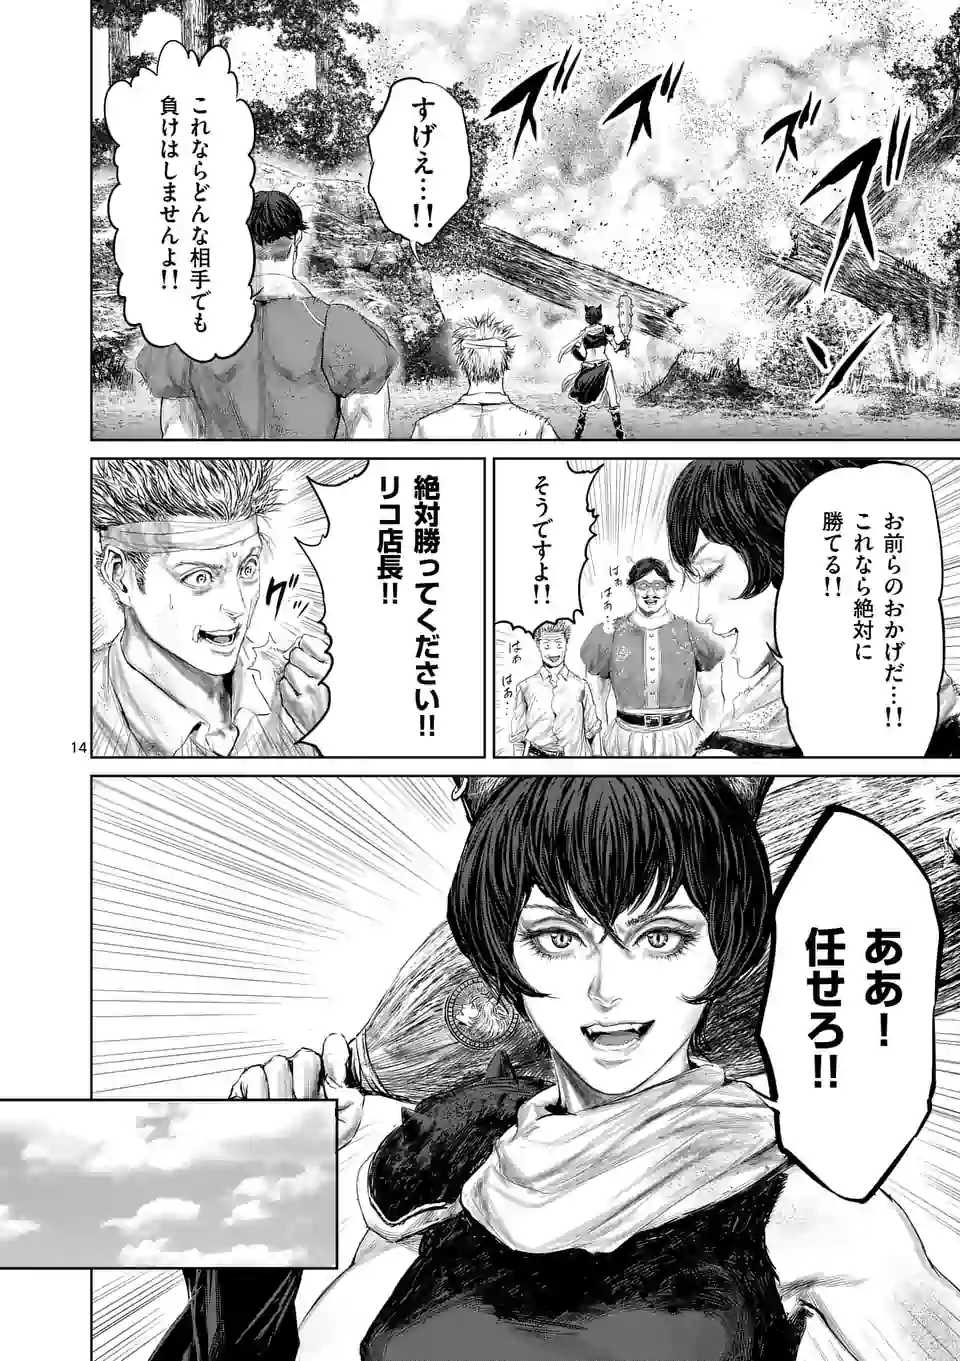 すげえ…!!
これならどんな相手でも
負けはしませんよ!!
ズズズズン
お前らのおかげだ…!!
これなら絶対に
勝てる!!
はぁ
はぁ…
そうですよ!!
はぁ
はぁ…
絶対勝ってください!!
リコ店長!!
グッ
14
ああ!
任せろ!!